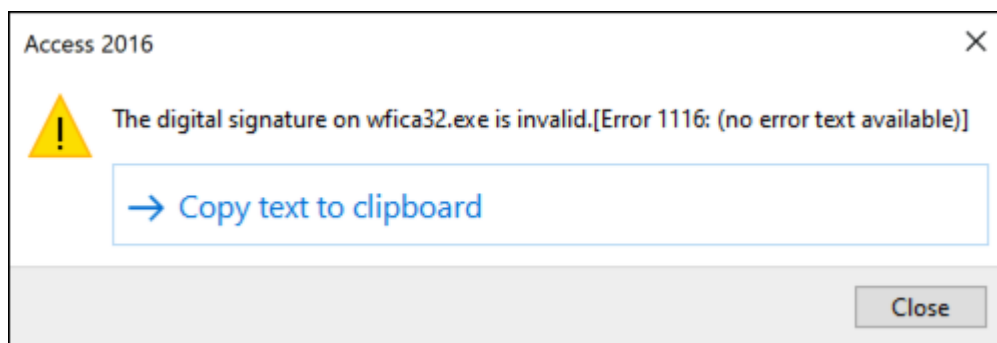 Access 2016
The digital signature on wfica32.exe is invalid.[Error 1116: (no error text available)]
Copy text to clipboard
Close